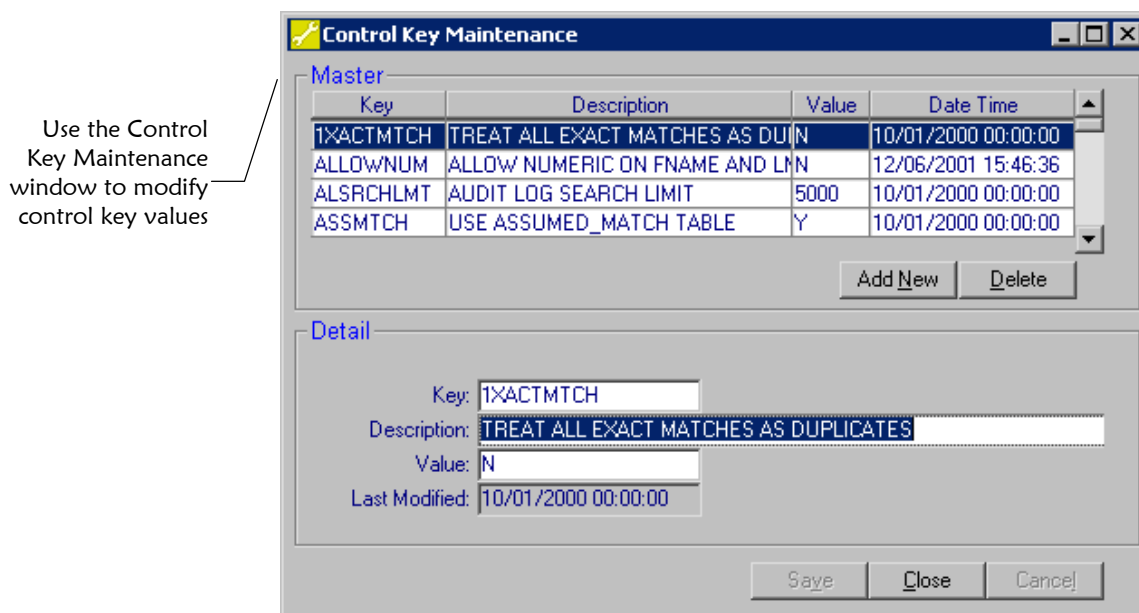 Control Key Maintenance
Use the Control
Key Maintenance
window to modify
control key values
Master
Key Description Value Date Time
1XACTMTCH TREAT ALL EXACT MATCHES AS DUI N 10/01/2000 00:00:00
ALLOWNUM ALLOW NUMERIC ON FNAME AND LN N 12/06/2001 15:46:36
ALSRCHLMT AUDIT LOG SEARCH LIMIT 5000 10/01/2000 00:00:00
ASSMTCH USE ASSUMED_MATCH TABLE Y 10/01/2000 00:00:00
Add New Delete
Detail
Key: 1XACTMTCH
Description: TREAT ALL EXACT MATCHES AS DUPLICATES
Value: N
Last Modified: 10/01/2000 00:00:00
Save Close Cancel